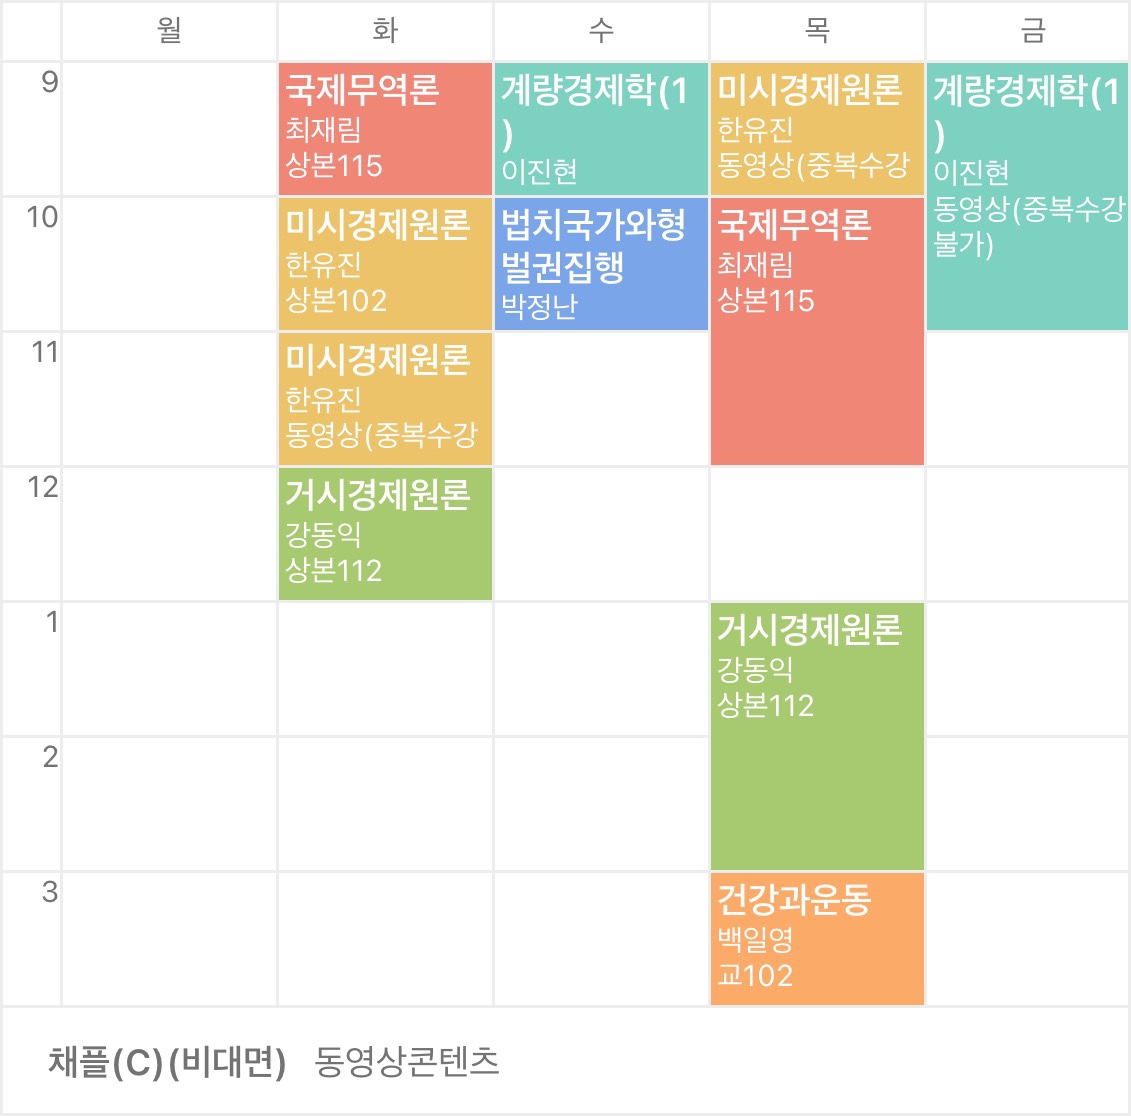 월 화 수 목 금
9
국제무역론
최재림
상본115
계량경제학(1
)
이진현
미시경제원론
한유진
동영상(중복수강
계량경제학(1
)
이진현
동영상(중복수강
불가)
10
미시경제원론
한유진
상본102
법치국가와형
벌권집행
박정난
국제무역론
최재림
상본115
11
미시경제원론
한유진
동영상(중복수강
12
거시경제원론
강동익
상본112
1
거시경제원론
강동익
상본112
2
3
건강과운동
백일영
교102
채플(C)(비대면) 동영상콘텐츠